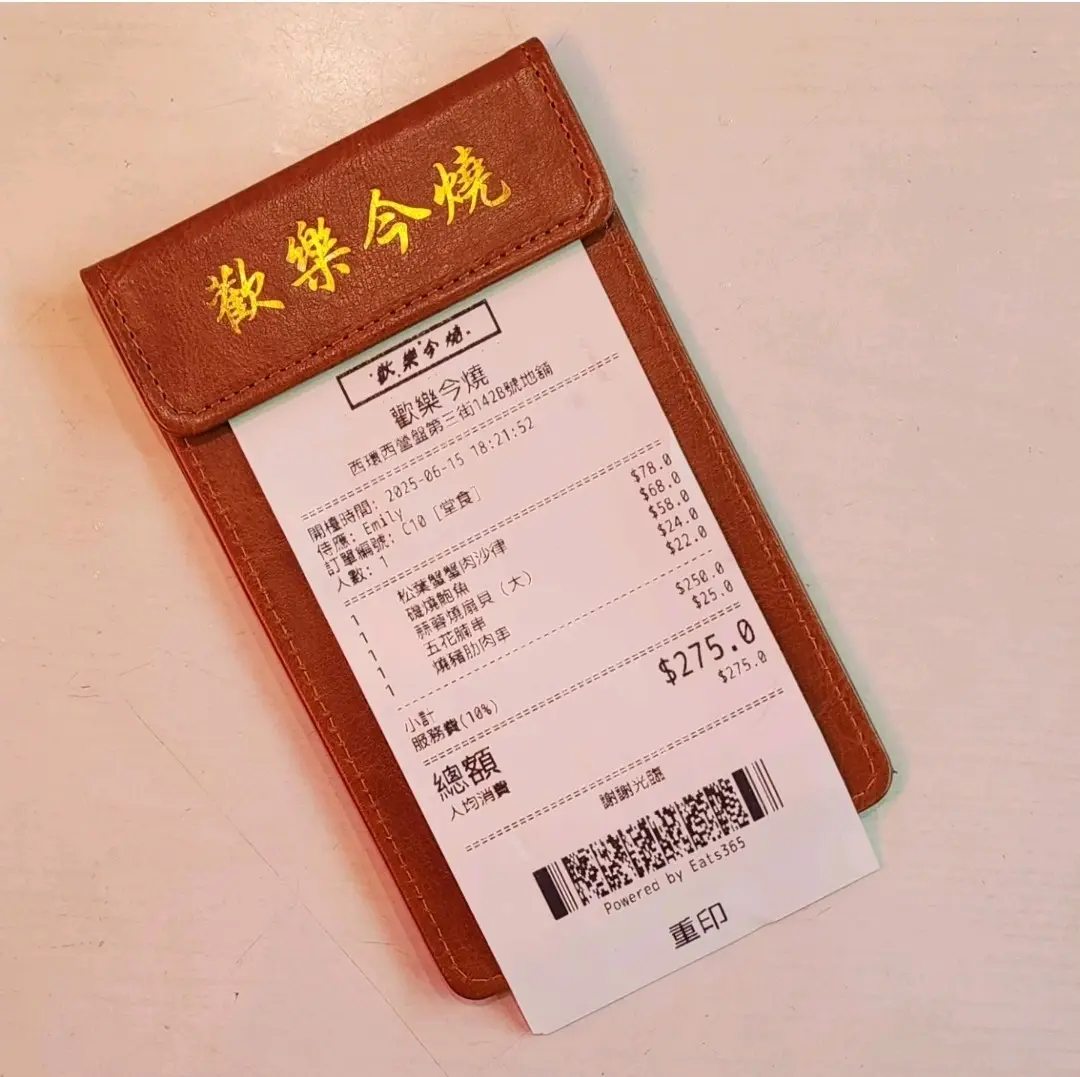 歡樂今燒
歡樂今燒
歡樂今燒
西環西營盤第三街142B號地舖
開檯時間: 2025-06-15 18:21:52
侍應: Emily
訂單編號: C10 [堂食]
人數: 1
1 松葉蟹蟹肉沙律 $78.0
1 磯燒鮑魚 $68.0
1 蒜蓉燒扇貝 (大) $58.0
1 五花腩串 $24.0
1 燒豬肋肉串 $22.0
小計 $250.0
服務費(10%) $25.0
總額 $275.0
人均消費 $275.0
謝謝光臨
Powered by Eats365
重印